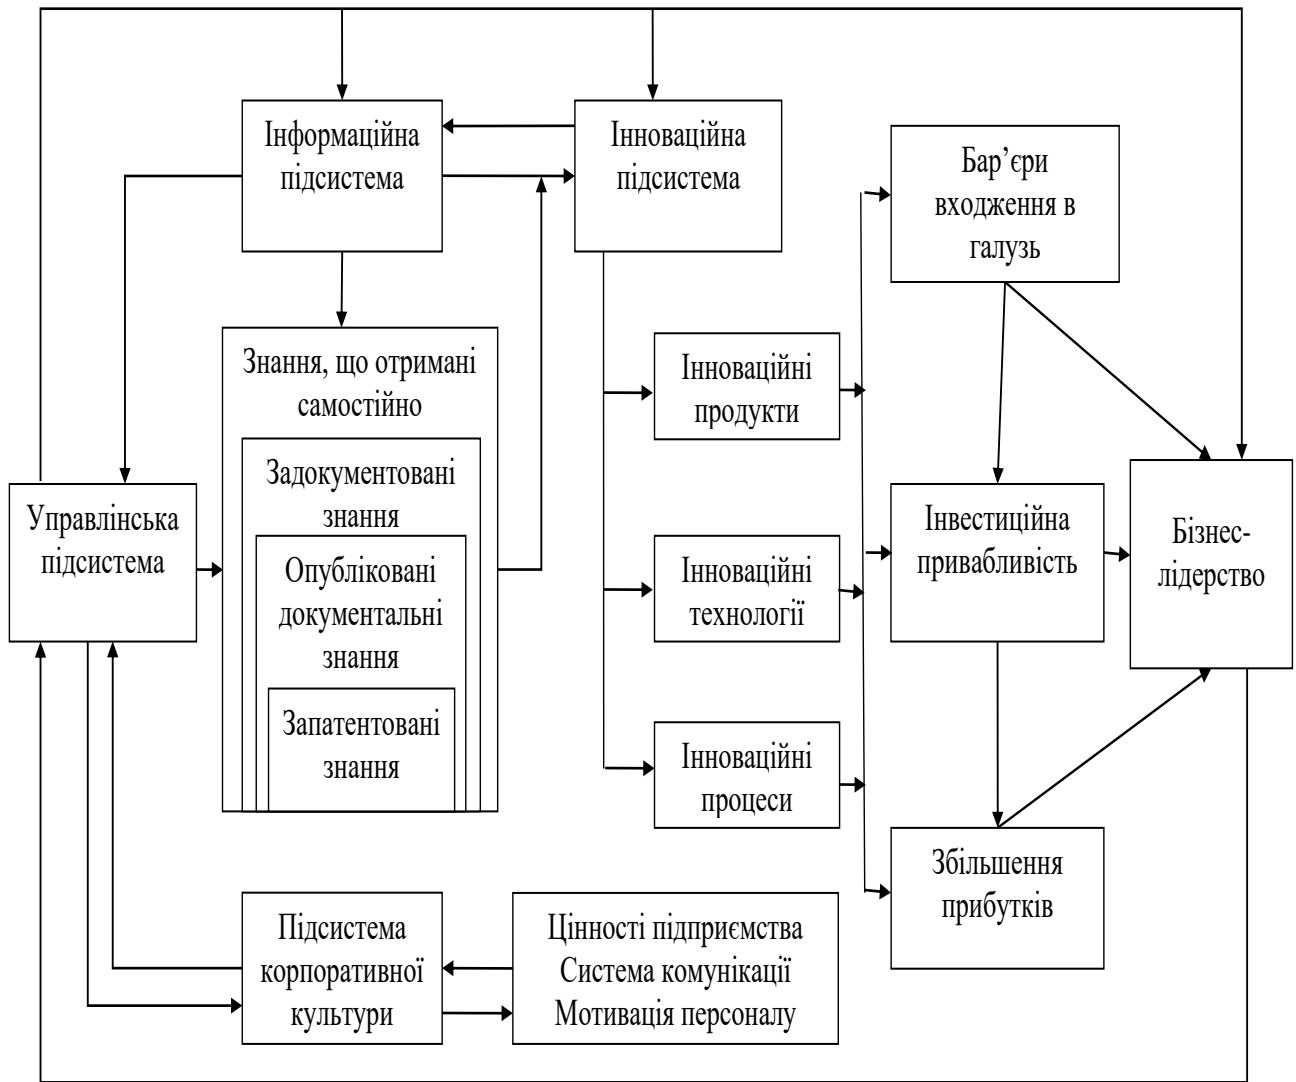 Інформаційна
підсистема
Інноваційна
підсистема
Бар’єри
входження в
галузь
Знання, що отримані
самостійно
Задокументовані
знання
Опубліковані
документальні
знання
Запатентовані
знання
Управлінська
підсистема
Інноваційні
продукти
Інноваційні
технології
Інноваційні
процеси
Інвестиційна
привабливість
Бізнес-
лідерство
Збільшення
прибутків
Підсистема
корпоративної
культури
Цінності підприємства
Система комунікації
Мотивація персоналу